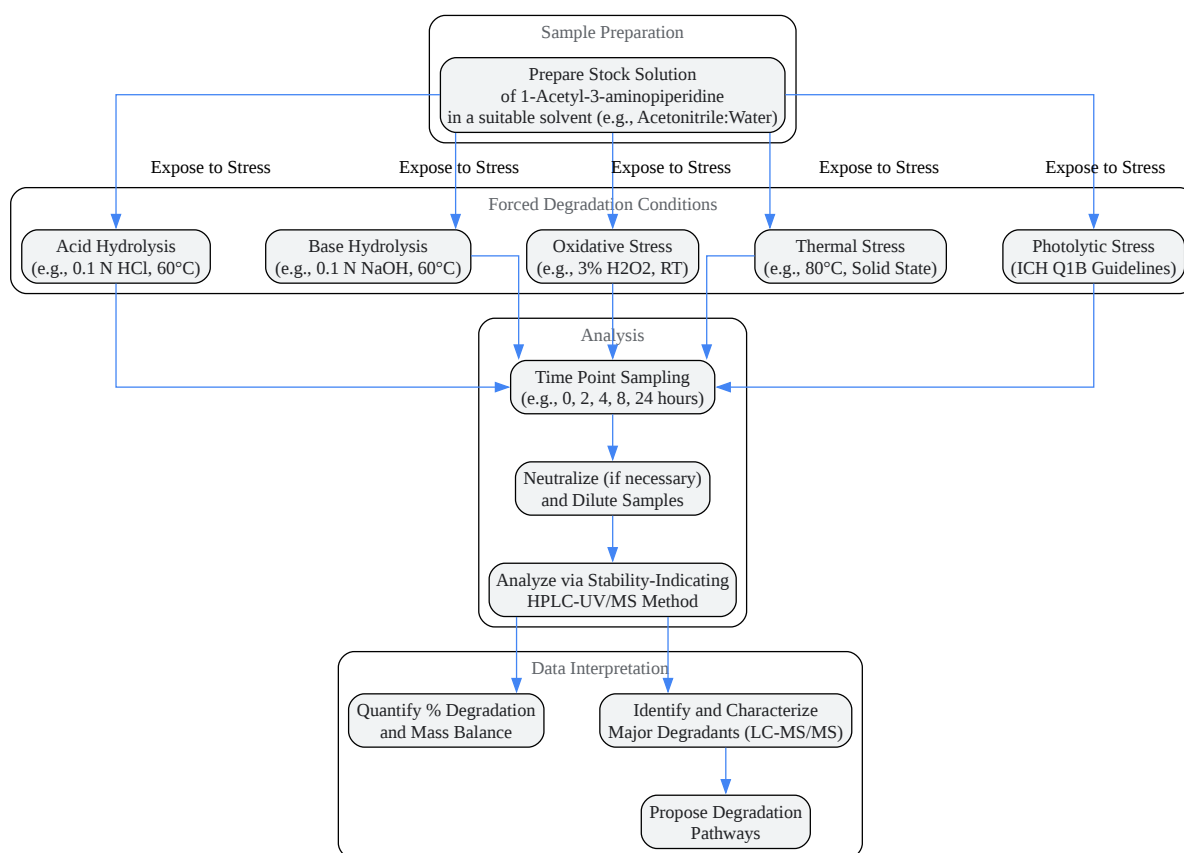 Sample Preparation
Prepare Stock Solution
of 1-Acetyl-3-aminopiperidine
in a suitable solvent (e.g., Acetonitrile:Water)
Expose to Stress
Expose to Stress
Expose to Stress
Expose to Stress
Expose to Stress
Forced Degradation Conditions
Acid Hydrolysis
(e.g., 0.1 N HCl, 60°C)
Base Hydrolysis
(e.g., 0.1 N NaOH, 60°C)
Oxidative Stress
(e.g., 3% H2O2, RT)
Thermal Stress
(e.g., 80°C, Solid State)
Photolytic Stress
(ICH Q1B Guidelines)
Analysis
Time Point Sampling
(e.g., 0, 2, 4, 8, 24 hours)
Neutralize (if necessary)
and Dilute Samples
Analyze via Stability-Indicating
HPLC-UV/MS Method
Data Interpretation
Quantify % Degradation
and Mass Balance
Identify and Characterize
Major Degradants (LC-MS/MS)
Propose Degradation
Pathways